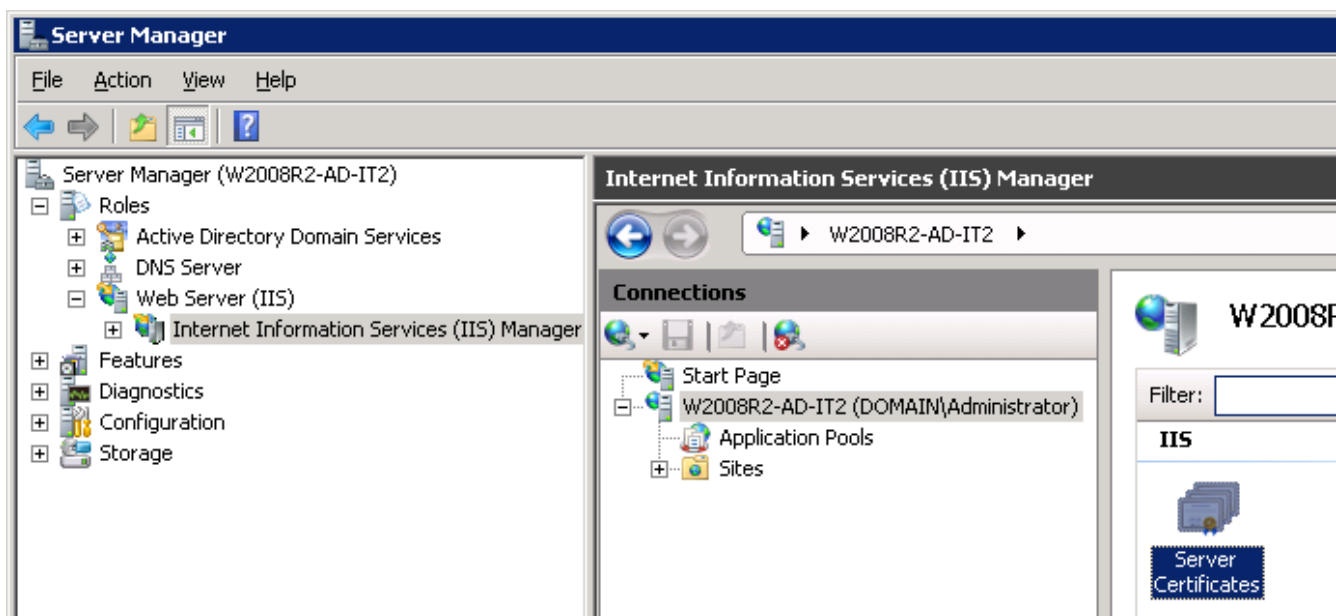 Server Manager
File Action View Help
Server Manager (W2008R2-AD-IT2)
Roles
Active Directory Domain Services
DNS Server
Web Server (IIS)
Internet Information Services (IIS) Manager
Features
Diagnostics
Configuration
Storage
Internet Information Services (IIS) Manager
W2008R2-AD-IT2
Connections
Start Page
W2008R2-AD-IT2 (DOMAIN\Administrator)
Application Pools
Sites
W2008R
Filter:
IIS
Server
Certificates